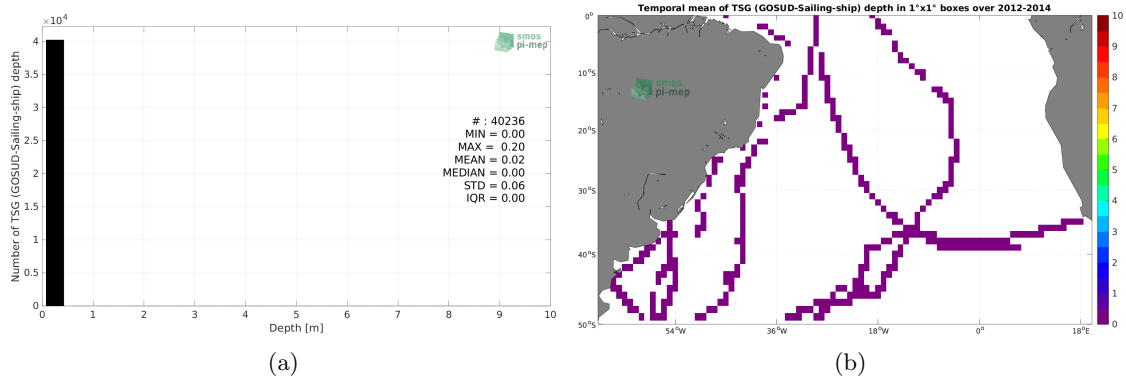 ×10⁴
4
3.5
3
2.5
2
1.5
1
0.5
0
Number of TSG (GOSUD-Sailing-ship) depth
smos
pi-mep
# : 40236
MIN = 0.00
MAX = 0.20
MEAN = 0.02
MEDIAN = 0.00
STD = 0.06
IQR = 0.00
0 1 2 3 4 5 6 7 8 9 10
Depth [m]
(a)
Temporal mean of TSG (GOSUD-Sailing-ship) depth in 1°x1° boxes over 2012-2014
0°
10°S
20°S
30°S
40°S
50°S
smos
pi-mep
54°W 36°W 18°W 0° 18°E
10
9
8
7
6
5
4
3
2
1
0
(b)